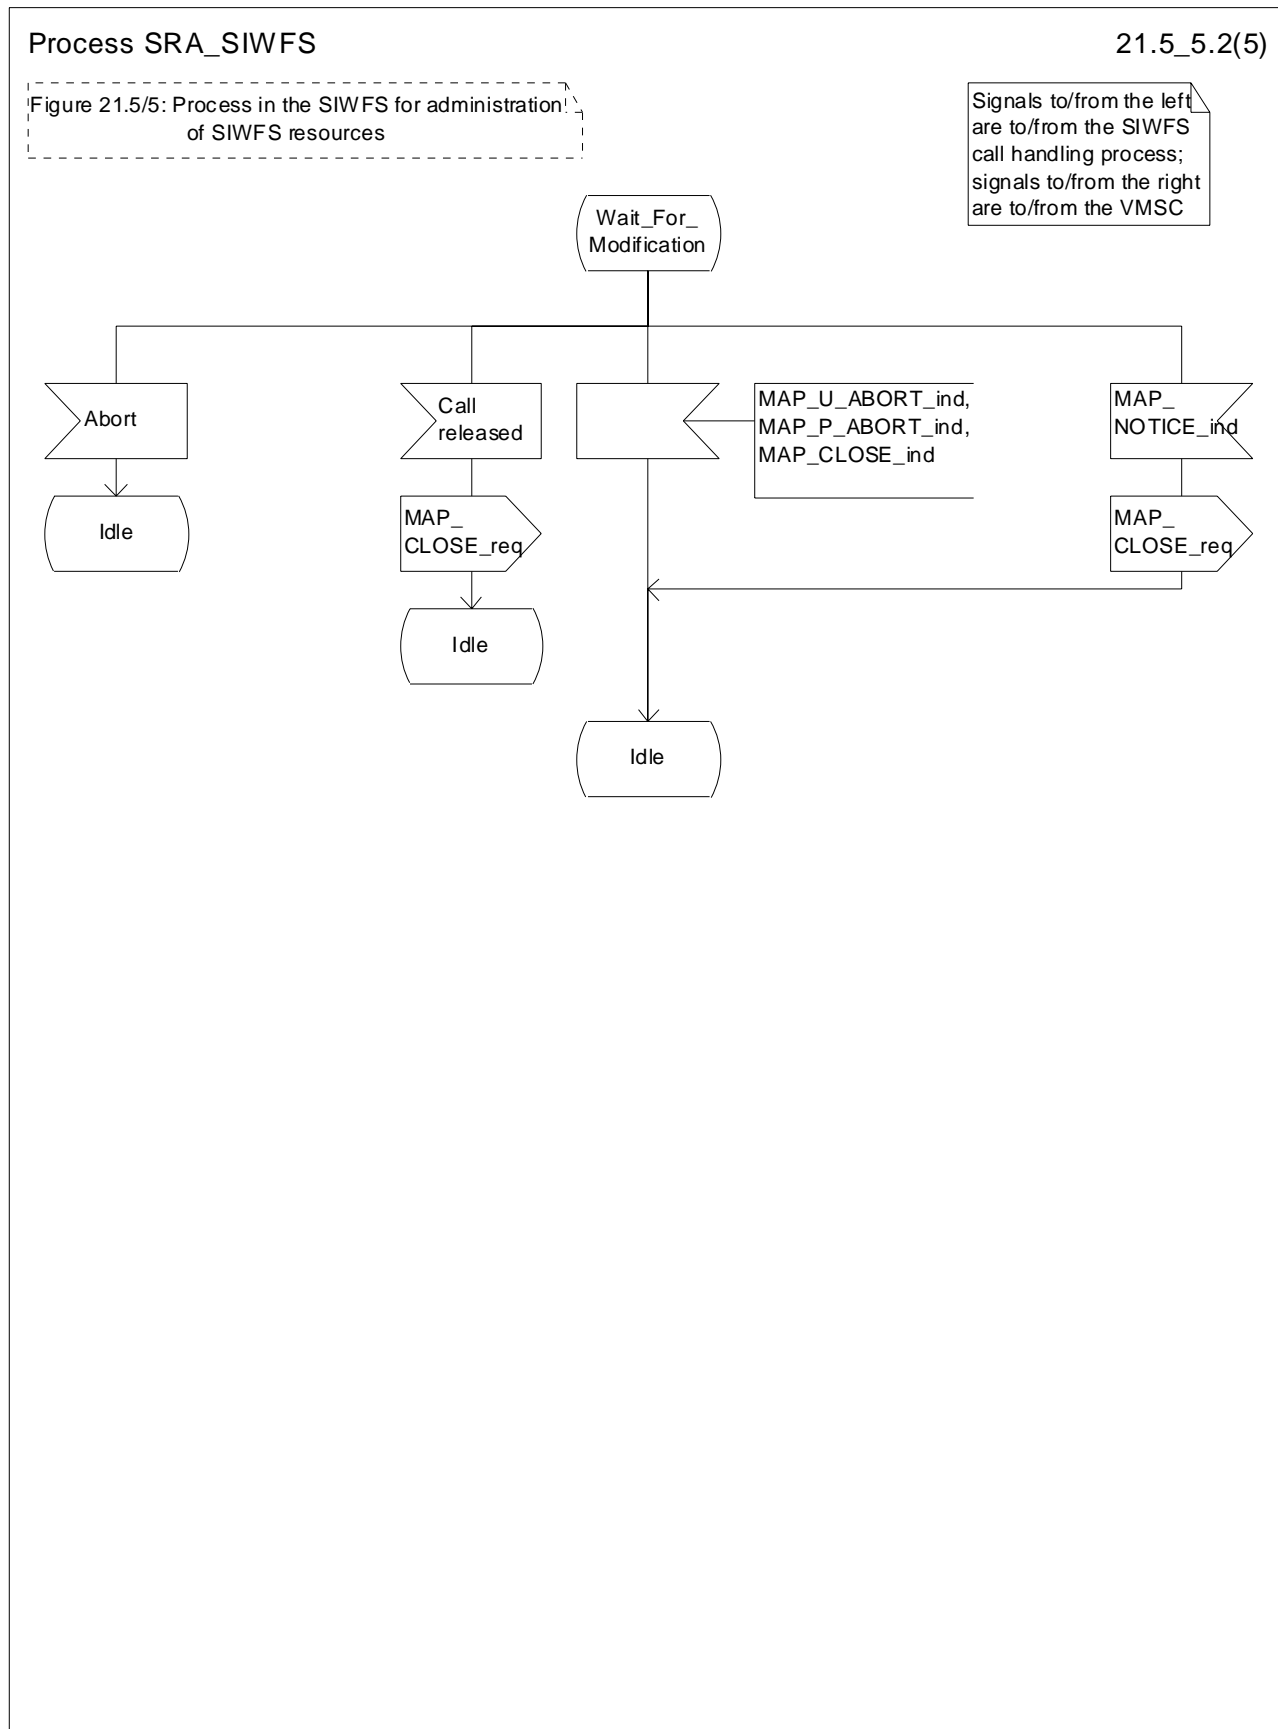 Process SRA_SIWFS
21.5_5.2(5)
Figure 21.5/5: Process in the SIWFS for administration
of SIWFS resources
Signals to/from the left
are to/from the SIWFS
call handling process;
signals to/from the right
are to/from the VMSC
Wait_For_
Modification
Abort
Call
released
MAP_U_ABORT_ind,
MAP_P_ABORT_ind,
MAP_CLOSE_ind
MAP_
NOTICE_ind
Idle
MAP_
CLOSE_req
MAP_
CLOSE_req
Idle
Idle